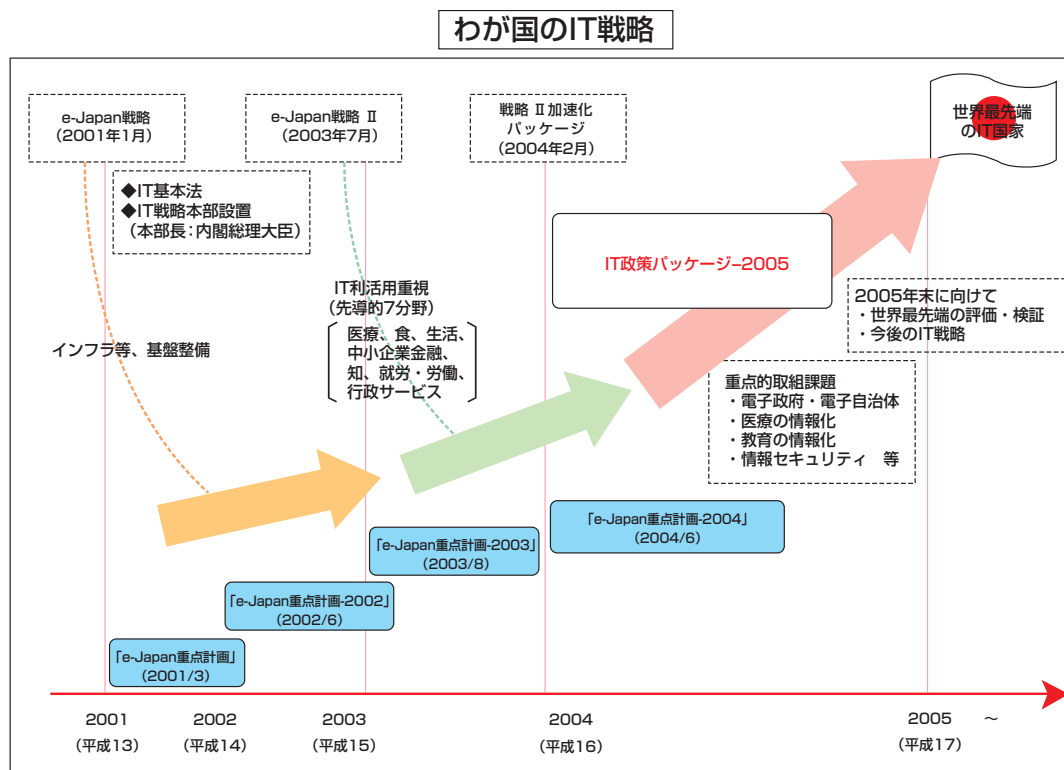 わが国のIT戦略
e-Japan戦略
(2001年1月)
e-Japan戦略 Ⅱ
(2003年7月)
戦略 Ⅱ 加速化
パッケージ
(2004年2月)
世界最先端
のIT国家
◆IT基本法
◆IT戦略本部設置
(本部長:内閣総理大臣)
IT政策パッケージ–2005
IT利活用重視
(先導的7分野)
医療、食、生活、
中小企業金融、
知、就労・労働、
行政サービス
インフラ等、基盤整備
2005年末に向けて
・世界最先端の評価・検証
・今後のIT戦略
重点的取組課題
・電子政府・電子自治体
・医療の情報化
・教育の情報化
・情報セキュリティ 等
「e-Japan重点計画-2004」
(2004/6)
「e-Japan重点計画-2003」
(2003/8)
「e-Japan重点計画-2002」
(2002/6)
「e-Japan重点計画」
(2001/3)
2001 2002 2003 2004 2005 ～
(平成13) (平成14) (平成15) (平成16) (平成17)